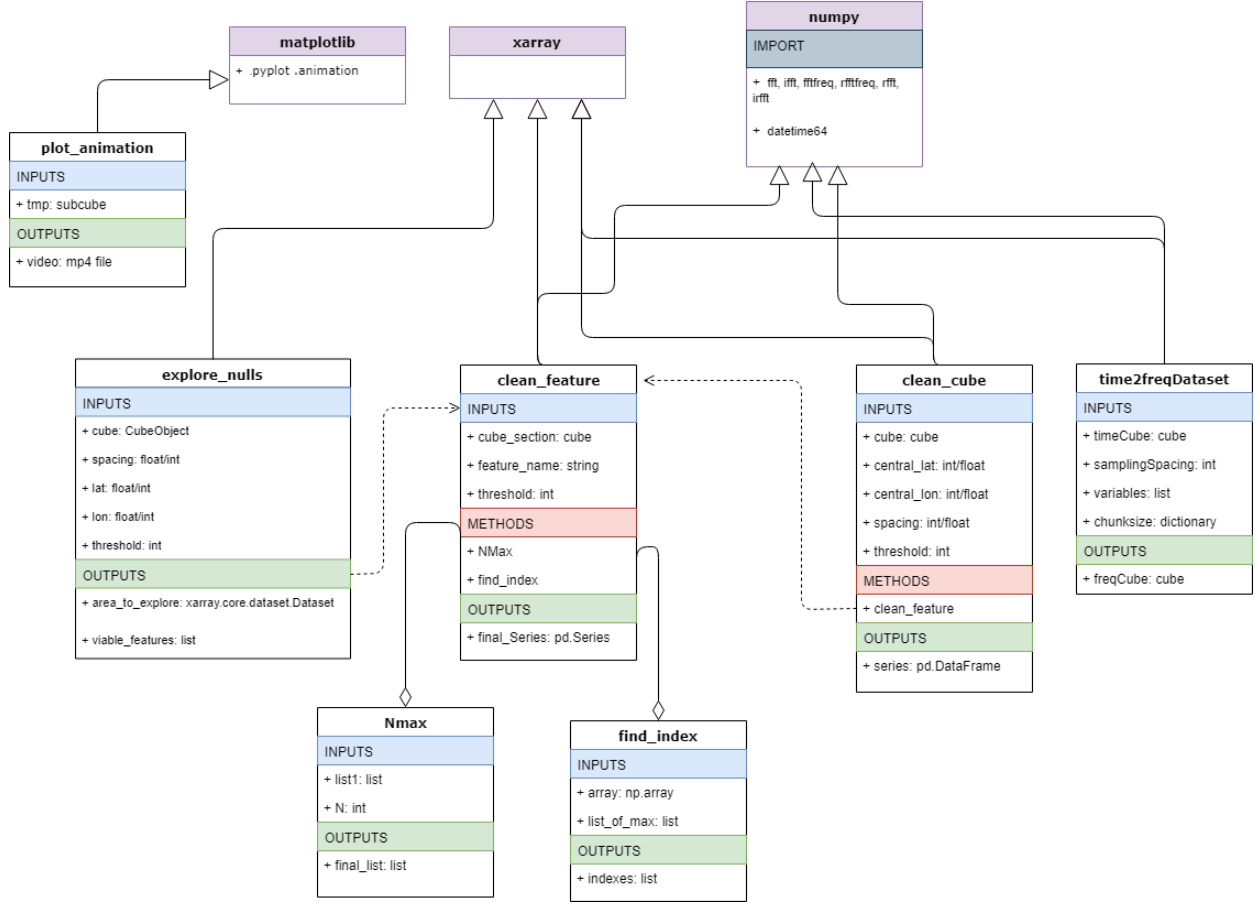 matplotlib
+ .pyplot .animation
xarray
numpy
IMPORT
+ fft, ifft, fftfreq, rfftfreq, rfft,
irfft
+ datetime64
plot_animation
INPUTS
+ tmp: subcube
OUTPUTS
+ video: mp4 file
explore_nulls
INPUTS
+ cube: CubeObject
+ spacing: float/int
+ lat: float/int
+ lon: float/int
+ threshold: int
OUTPUTS
+ area_to_explore: xarray.core.dataset.Dataset
+ viable_features: list
clean_feature
INPUTS
+ cube_section: cube
+ feature_name: string
+ threshold: int
METHODS
+ NMax
+ find_index
OUTPUTS
+ final_Series: pd.Series
clean_cube
INPUTS
+ cube: cube
+ central_lat: int/float
+ central_lon: int/float
+ spacing: int/float
+ threshold: int
METHODS
+ clean_feature
OUTPUTS
+ series: pd.DataFrame
time2freqDataset
INPUTS
+ timeCube: cube
+ samplingSpacing: int
+ variables: list
+ chunksize: dictionary
OUTPUTS
+ freqCube: cube
Nmax
INPUTS
+ list1: list
+ N: int
OUTPUTS
+ final_list: list
find_index
INPUTS
+ array: np.array
+ list_of_max: list
OUTPUTS
+ indexes: list